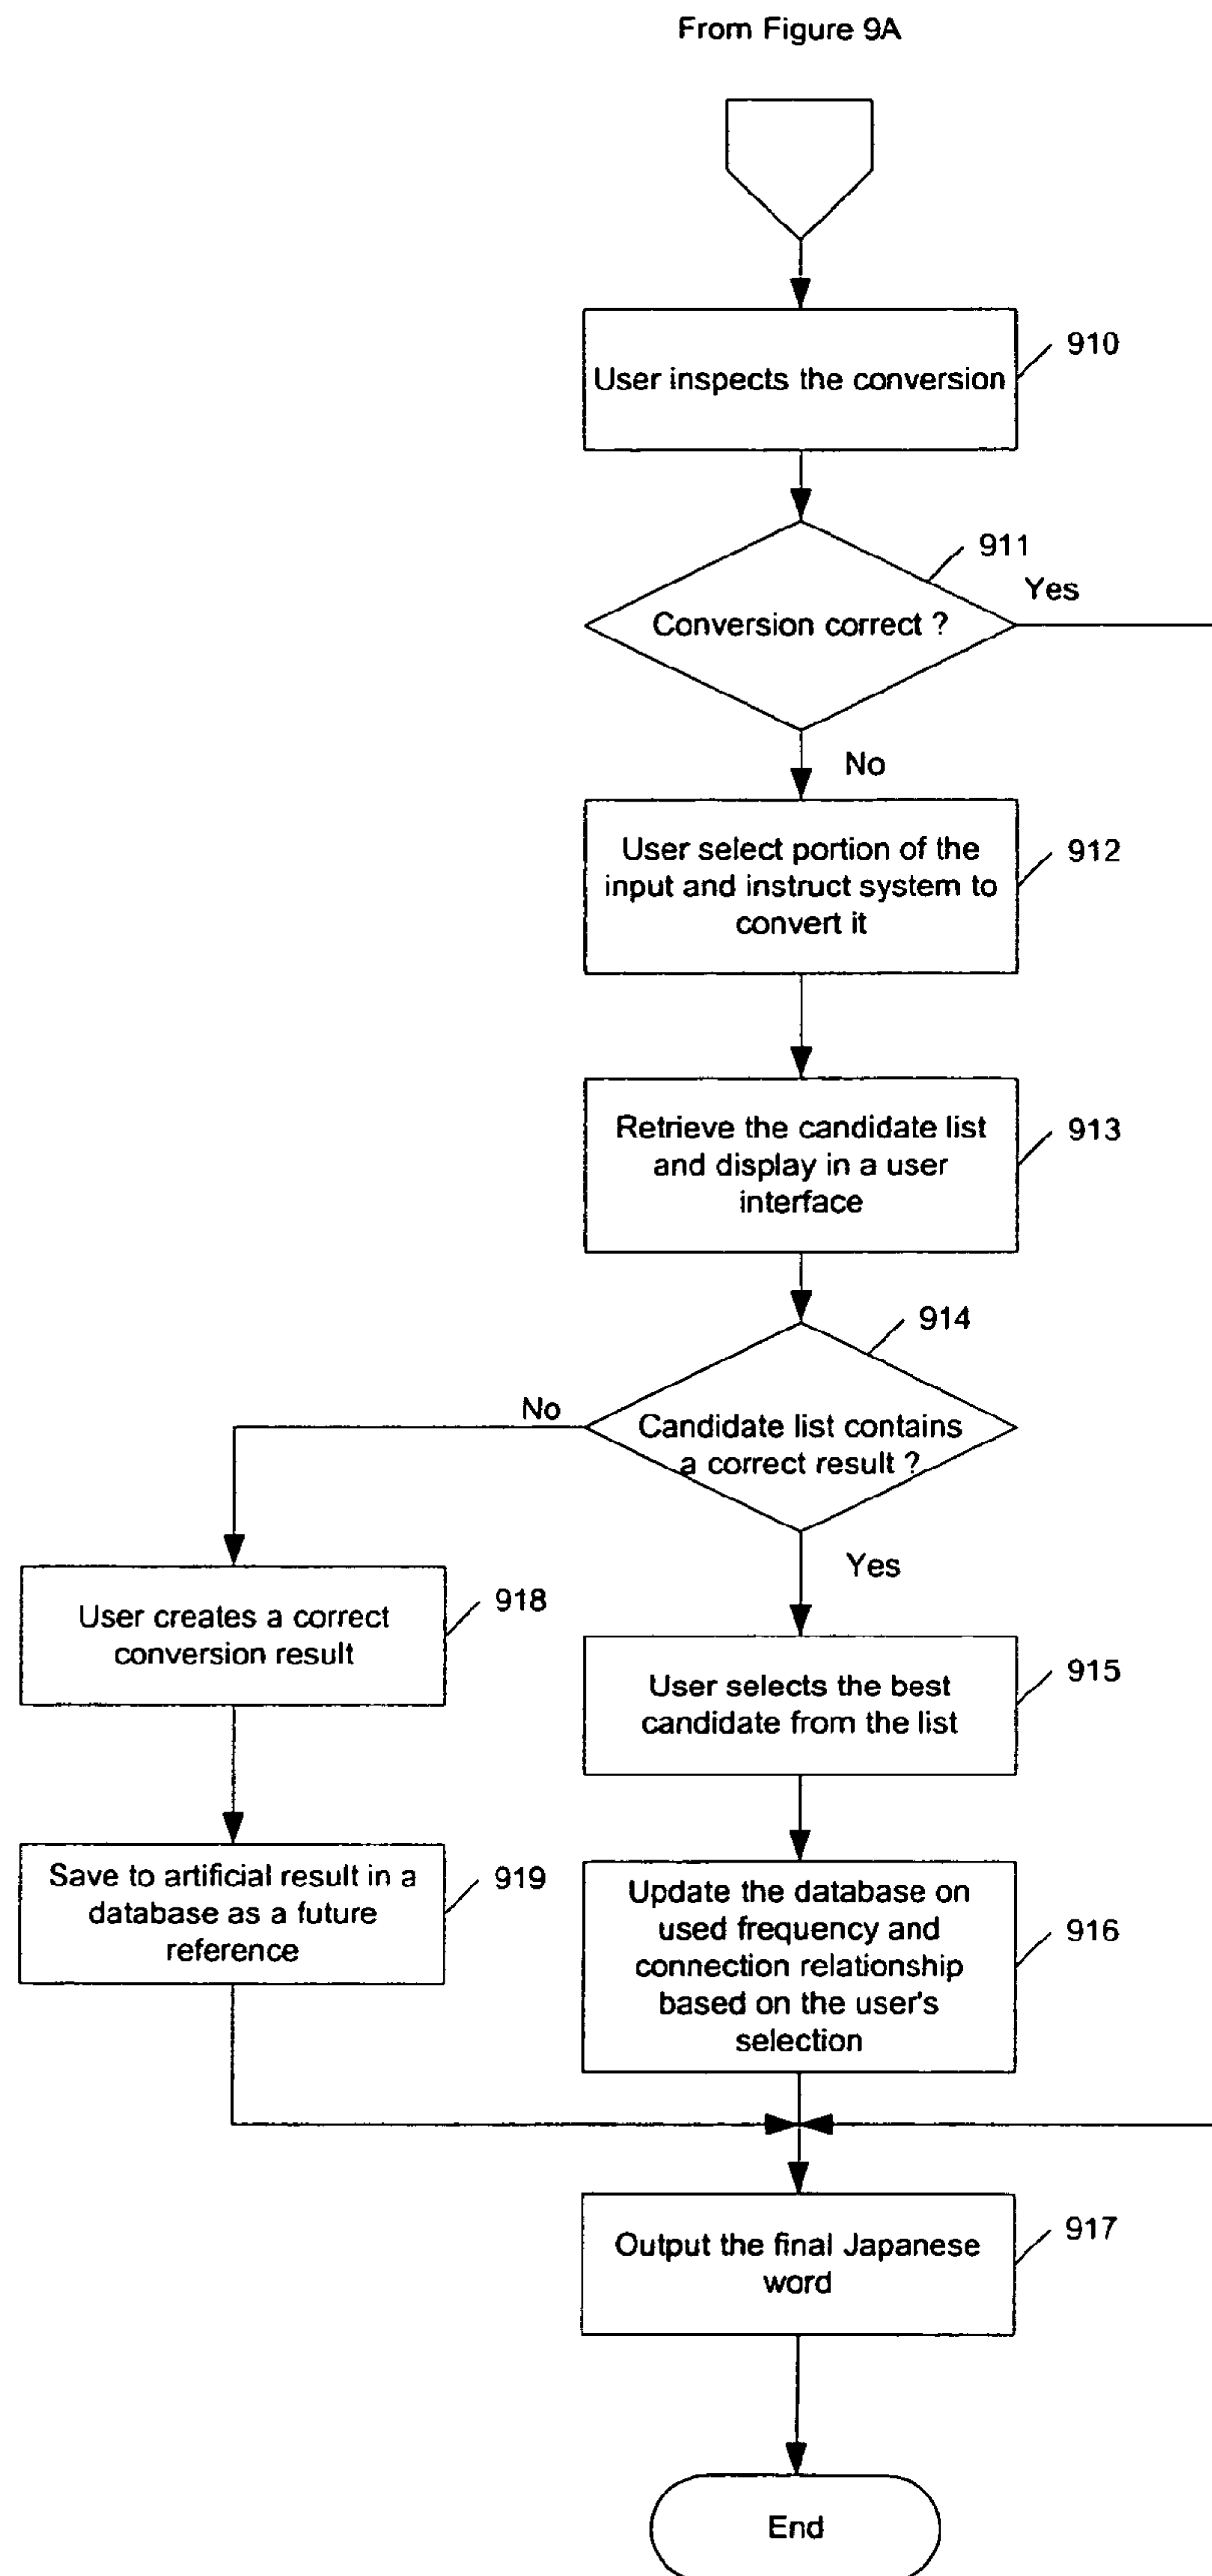 From Figure 9A
User inspects the conversion
910
911
Conversion correct ?
Yes
No
User select portion of the
input and instruct system to
convert it
912
Retrieve the candidate list
and display in a user
interface
913
914
Candidate list contains
a correct result ?
No
Yes
User creates a correct
conversion result
918
User selects the best
candidate from the list
915
Save to artificial result in a
database as a future
reference
919
Update the database on
used frequency and
connection relationship
based on the user's
selection
916
Output the final Japanese
word
917
End